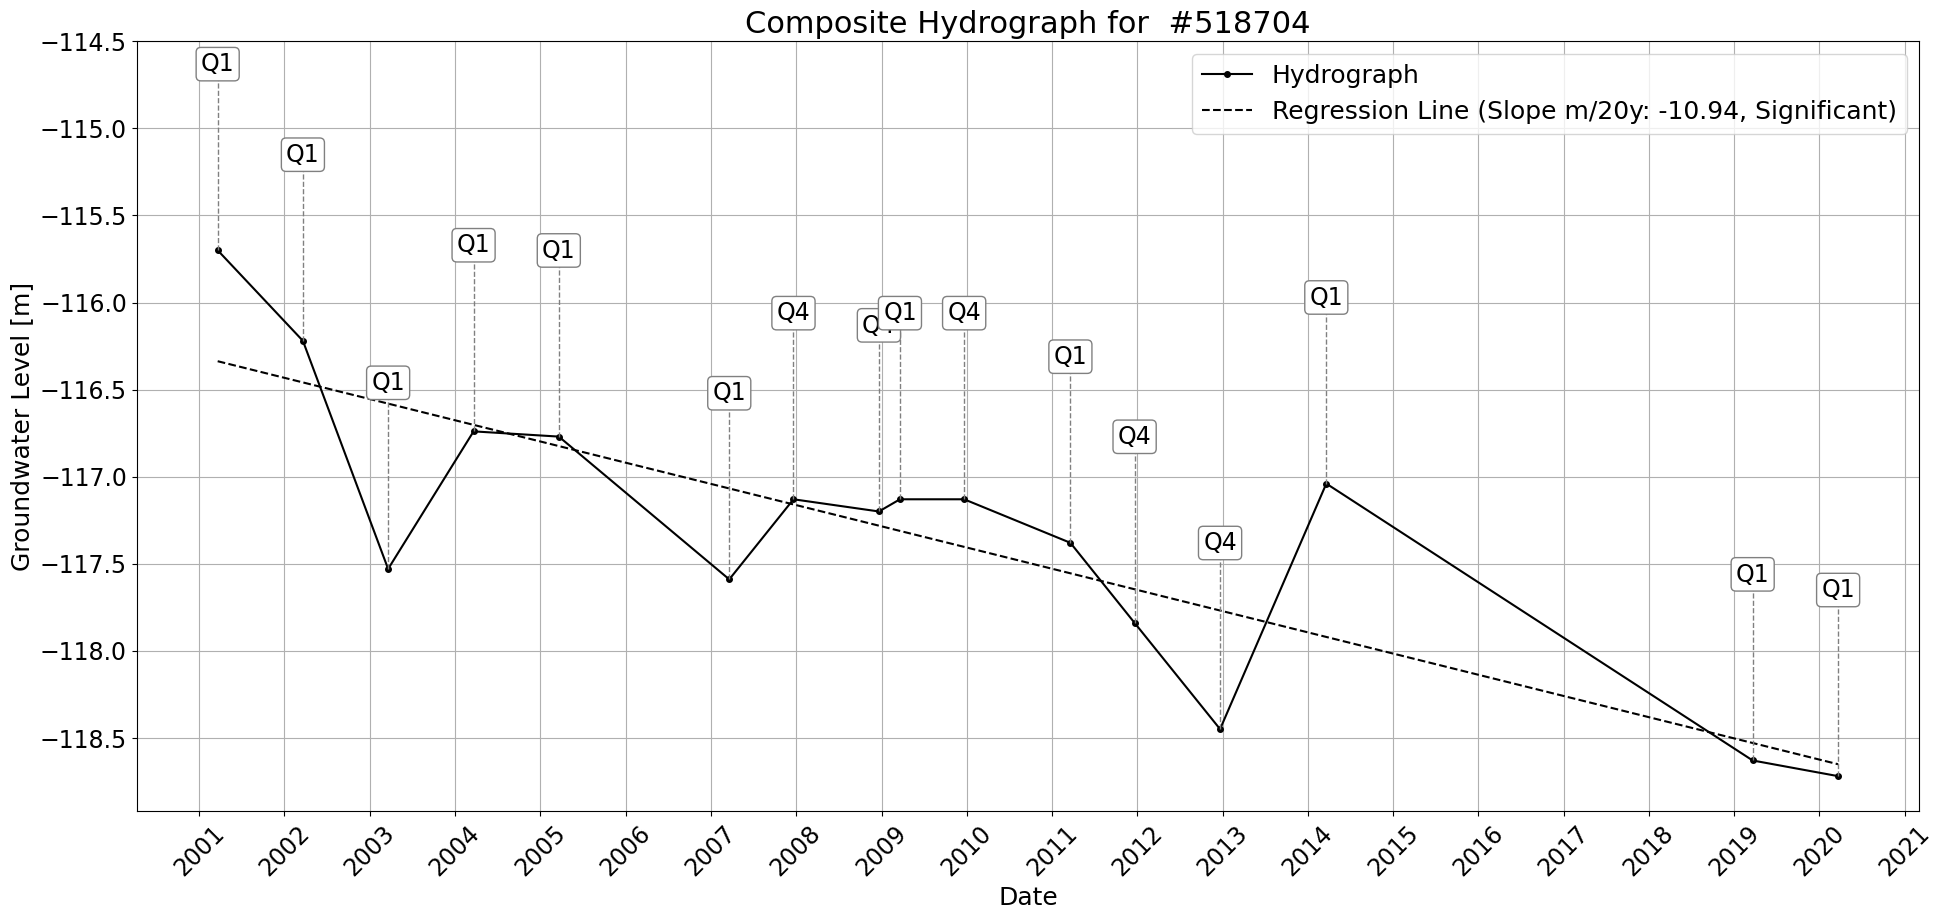 Composite Hydrograph for #518704
Hydrograph
Regression Line (Slope m/20y: -10.94, Significant)
Groundwater Level [m]
−114.5
−115.0
−115.5
−116.0
−116.5
−117.0
−117.5
−118.0
−118.5
Q1
Q1
Q1
Q1
Q1
Q1
Q4
Q1
Q4
Q1
Q4
Q4
Q1
Q1
Q1
2001
2002
2003
2004
2005
2006
2007
2008
2009
2010
2011
2012
2013
2014
2015
2016
2017
2018
2019
2020
2021
Date